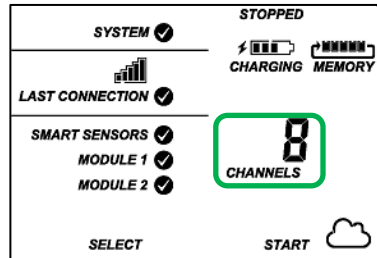 STOPPED
SYSTEM
CHARGING MEMORY
LAST CONNECTION
SMART SENSORS
MODULE 1
MODULE 2
8
CHANNELS
SELECT
START